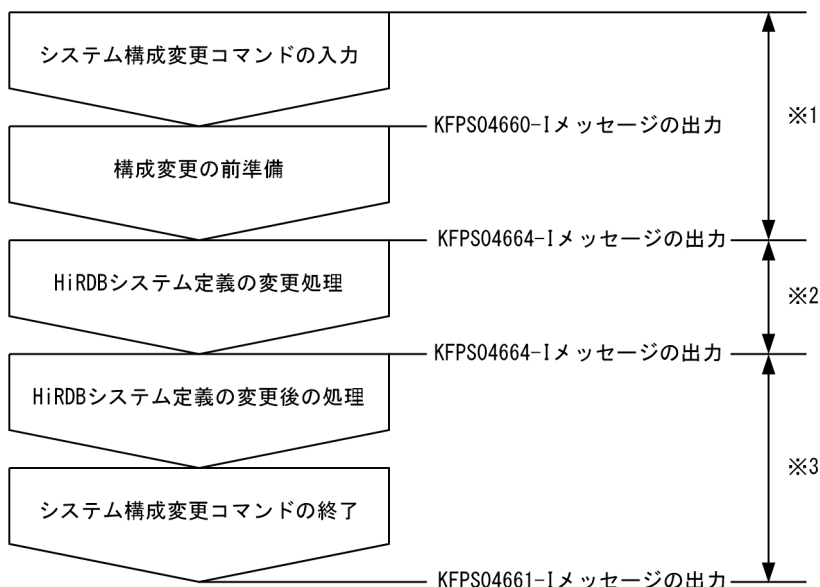 システム構成変更コマンドの入力
KFPS04660-Iメッセージの出力
※1
構成変更の前準備
KFPS04664-Iメッセージの出力
HiRDBシステム定義の変更処理
※2
KFPS04664-Iメッセージの出力
HiRDBシステム定義の変更後の処理
※3
システム構成変更コマンドの終了
KFPS04661-Iメッセージの出力